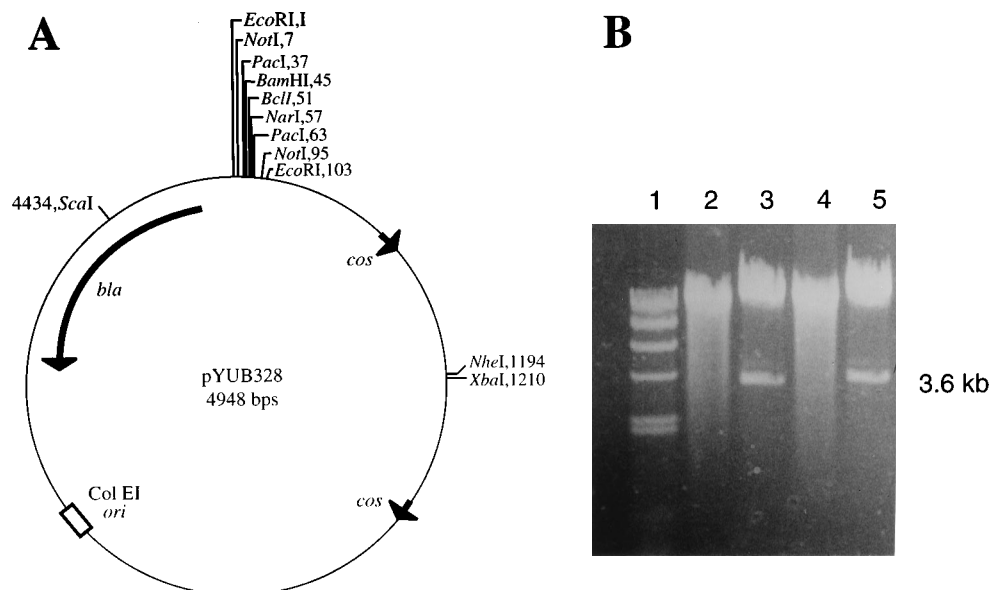 A
EcoRI,I
NotI,7
PacI,37
BamHI,45
BclI,51
NarI,57
PacI,63
NotI,95
EcoRI,103
4434,ScaI
bla
cos
NheI,1194
XbaI,1210
pYUB328
4948 bps
Col EI
ori
cos
B
1 2 3 4 5
3.6 kb